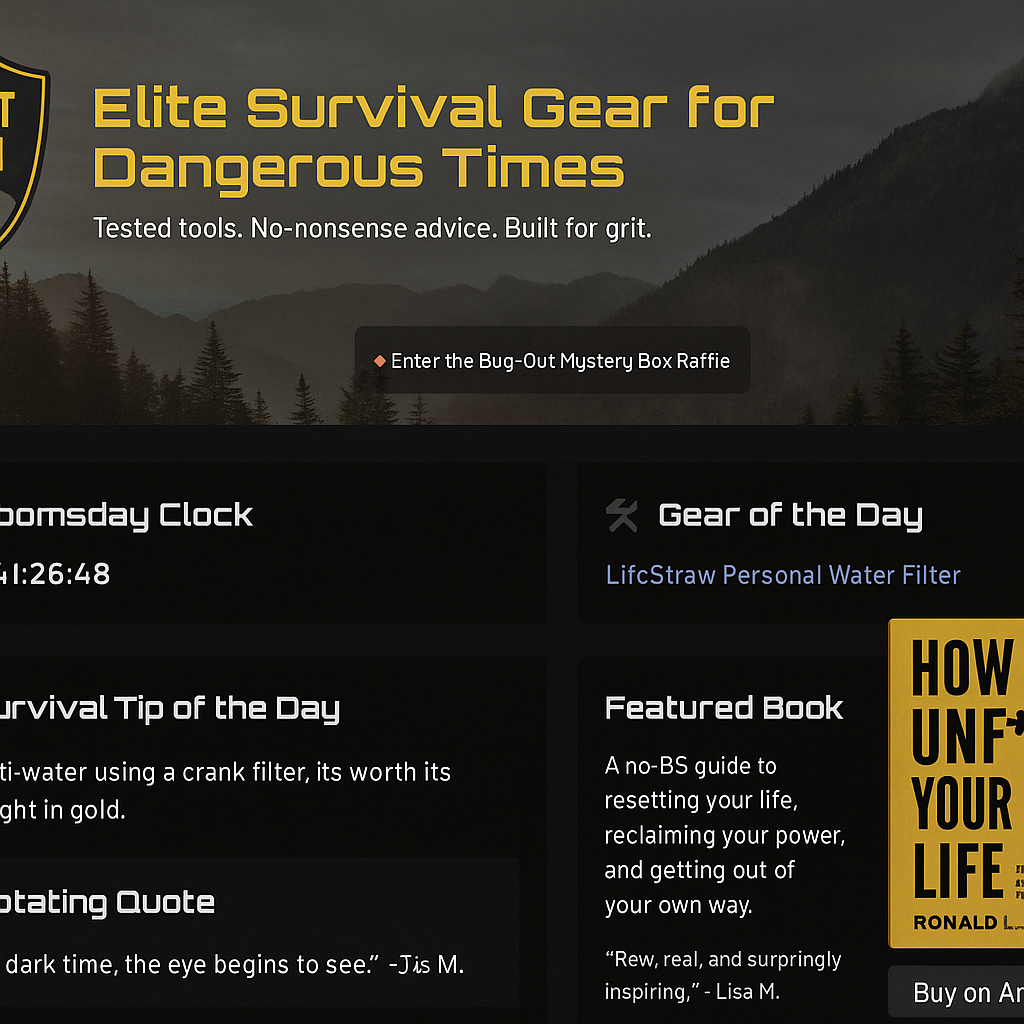 Elite Survival Gear for
Dangerous Times
Tested tools. No-nonsense advice. Built for grit.
Enter the Bug-Out Mystery Box Raffie
oomsday Clock
41:26:48
Gear of the Day
LifcStraw Personal Water Filter
urvival Tip of the Day
ti-water using a crank filter, its worth its
ght in gold.
otating Quote
dark time, the eye begins to see.” -Jis M.
Featured Book
A no-BS guide to
resetting your life,
reclaiming your power,
and getting out of
your own way.
“Rew, real, and surpringly
inspiring,” - Lisa M.
HOW
UNF
YOUR
LIFE
RONALD L
Buy on Ar